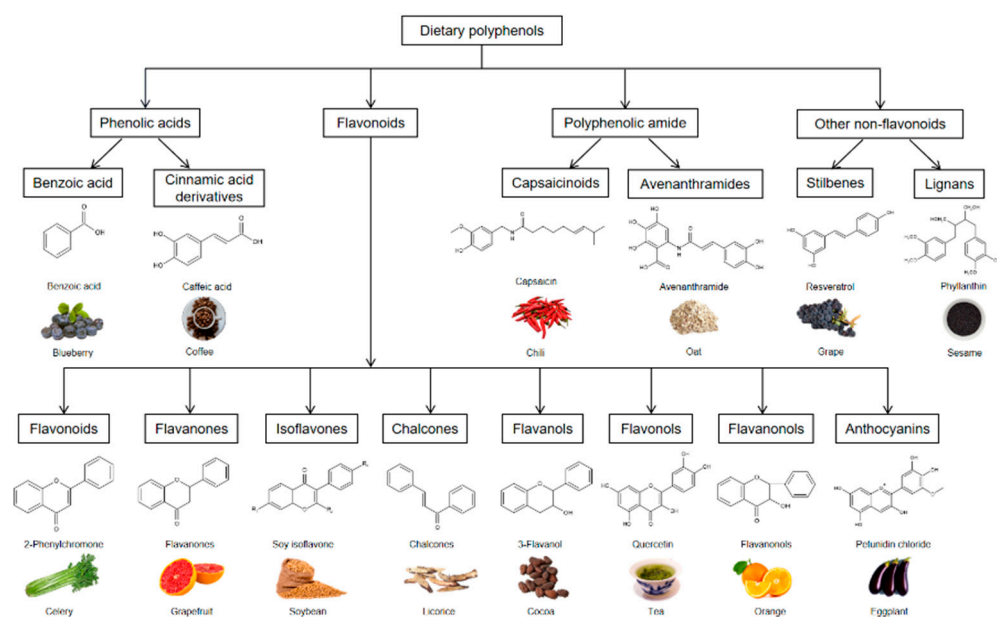 Dietary polyphenols
Phenolic acids
Flavonoids
Polyphenolic amide
Other non-flavonoids
Benzoic acid
Cinnamic acid
derivatives
Capsaicinoids
Avenanthramides
Stilbenes
Lignans
Benzoic acid
Caffeic acid
Capsaicin
Avenanthramide
Resveratrol
Phyllanthin
Blueberry
Coffee
Chili
Oat
Grape
Sesame
Flavonoids
Flavanones
Isoflavones
Chalcones
Flavanols
Flavonols
Flavanonols
Anthocyanins
2-Phenylchromone
Flavanones
Soy isoflavone
Chalcones
3-Flavanol
Quercetin
Flavanonols
Petunidin chloride
Celery
Grapefruit
Soybean
Licorice
Cocoa
Tea
Orange
Eggplant